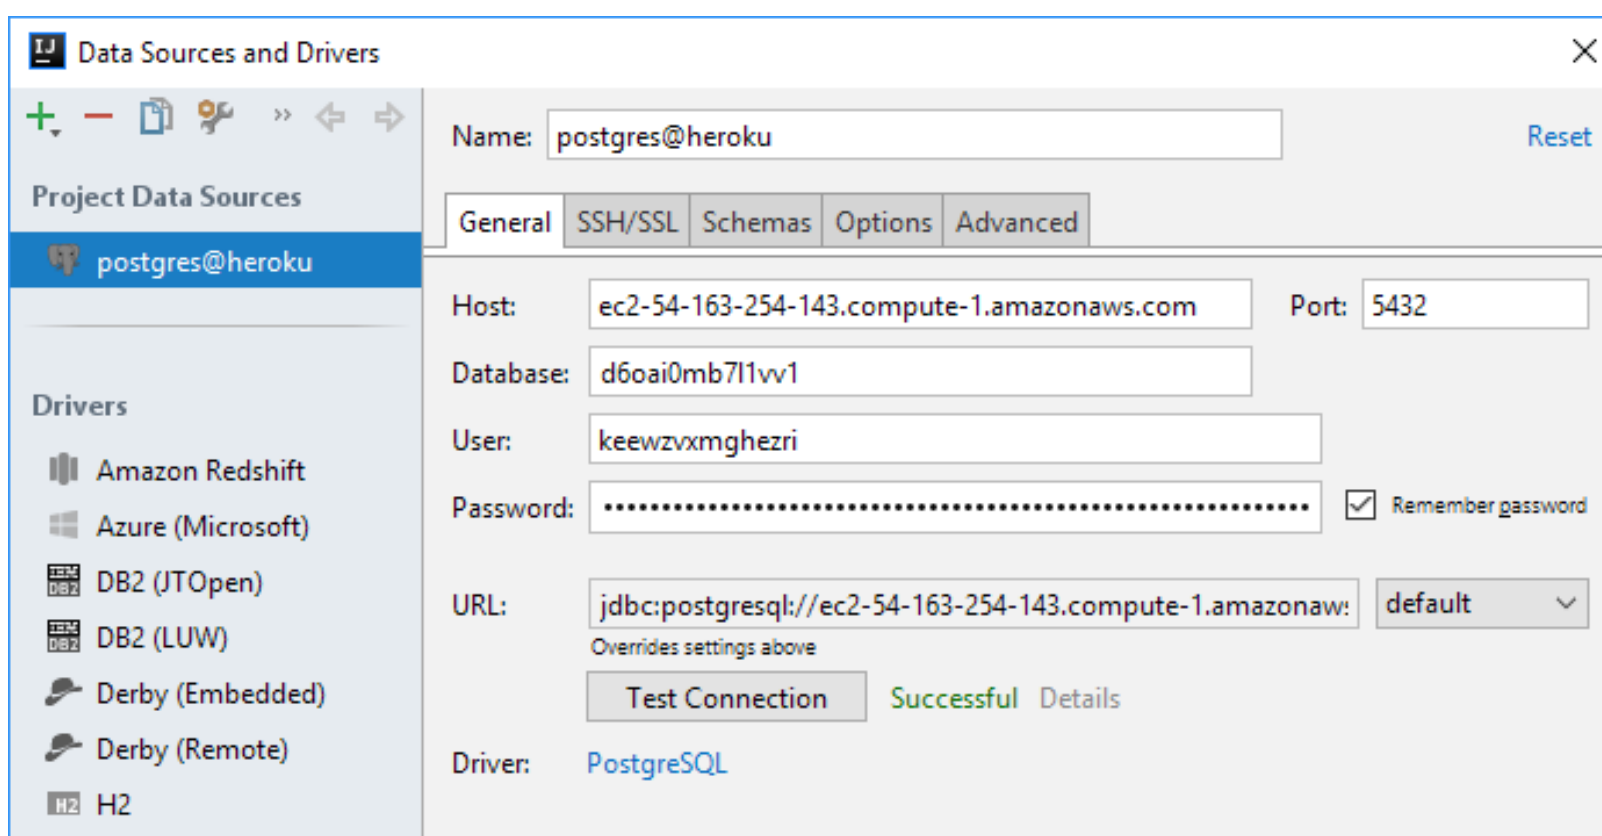 Data Sources and Drivers
Project Data Sources
postgres@heroku
Drivers
Amazon Redshift
Azure (Microsoft)
DB2 (JTOpen)
DB2 (LUW)
Derby (Embedded)
Derby (Remote)
H2
Name: postgres@heroku Reset
General SSH/SSL Schemas Options Advanced
Host: ec2-54-163-254-143.compute-1.amazonaws.com Port: 5432
Database: d6oai0mb7l1vv1
User: keewzvxmghezri
Password: Remember password
URL: jdbc:postgresql://ec2-54-163-254-143.compute-1.amazonaws default
Overrides settings above
Test Connection Successful Details
Driver: PostgreSQL